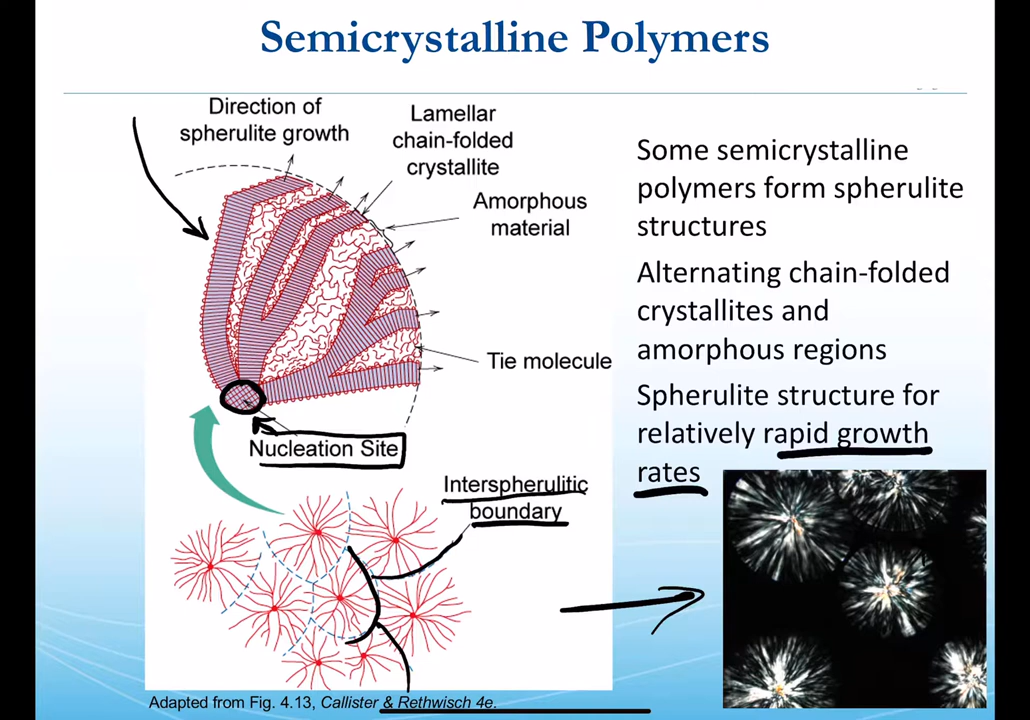 Semicrystalline Polymers
Direction of
spherulite growth
Lamellar
chain-folded
crystallite
Amorphous
material
Tie molecule
Nucleation Site
Interspherulitic
boundary
Some semicrystalline
polymers form spherulite
structures
Alternating chain-folded
crystallites and
amorphous regions
Spherulite structure for
relatively rapid growth
rates
Adapted from Fig. 4.13, Callister & Rethwisch 4e.